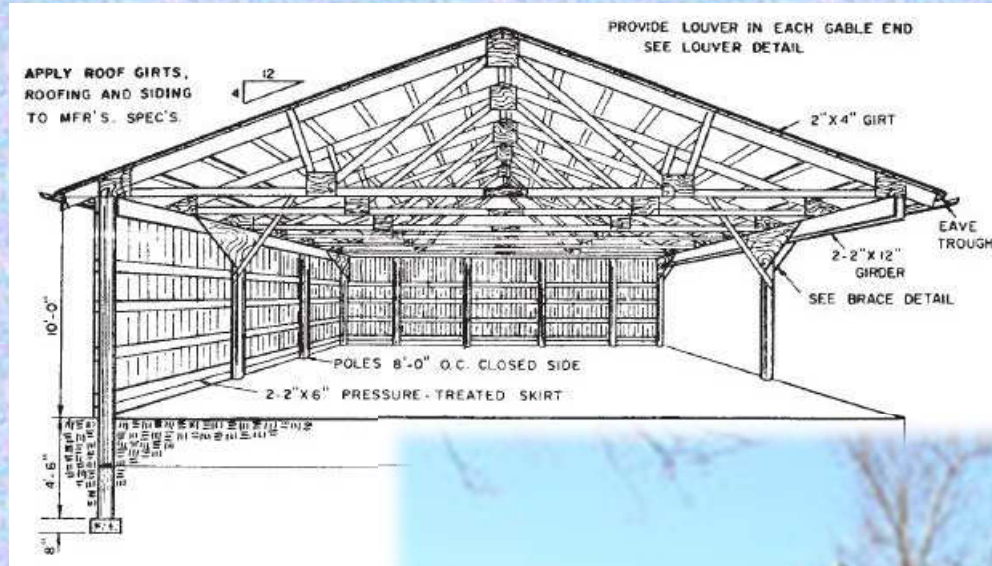 PROVIDE LOUVER IN EACH GABLE END
SEE LOUVER DETAIL
APPLY ROOF GIRTS,
ROOFING AND SIDING
TO MFR'S. SPEC'S.
12
4
2"X4" GIRT
EAVE
TROUGH
2-2"X12"
GIRDER
SEE BRACE DETAIL
10'-0"
POLES 8'-0" O.C. CLOSED SIDE
2-2"X6" PRESSURE-TREATED SKIRT
4'-6"
8"